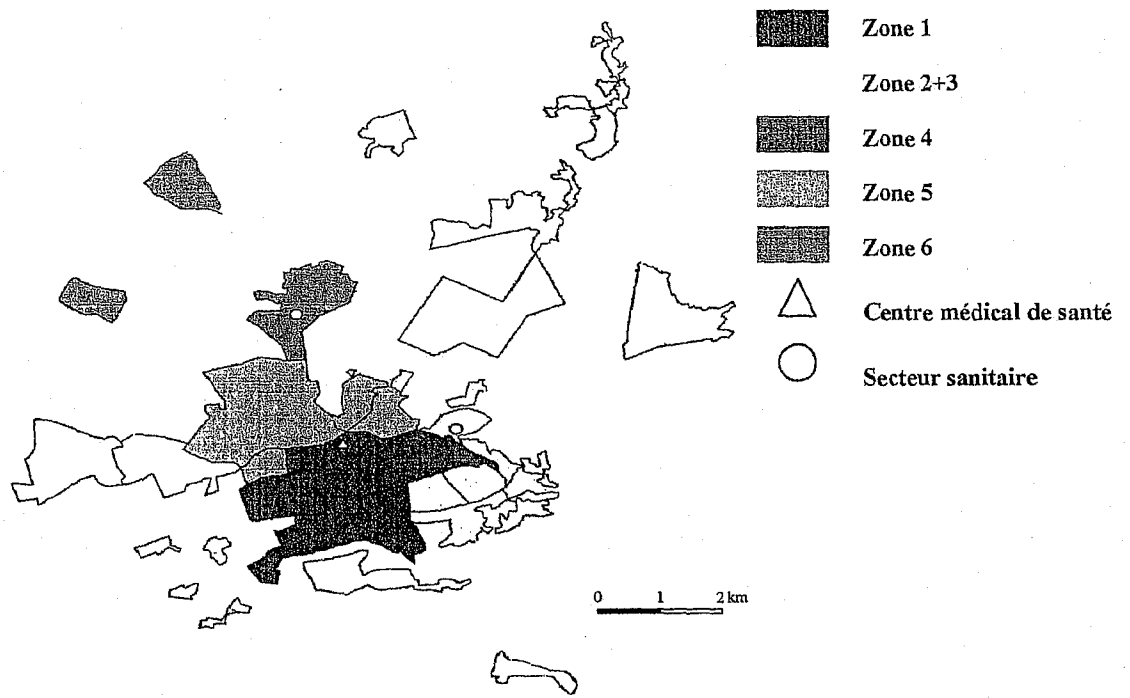 Zone 1
Zone 2+3
Zone 4
Zone 5
Zone 6
Centre médical de santé
Secteur sanitaire
0 1 2 km